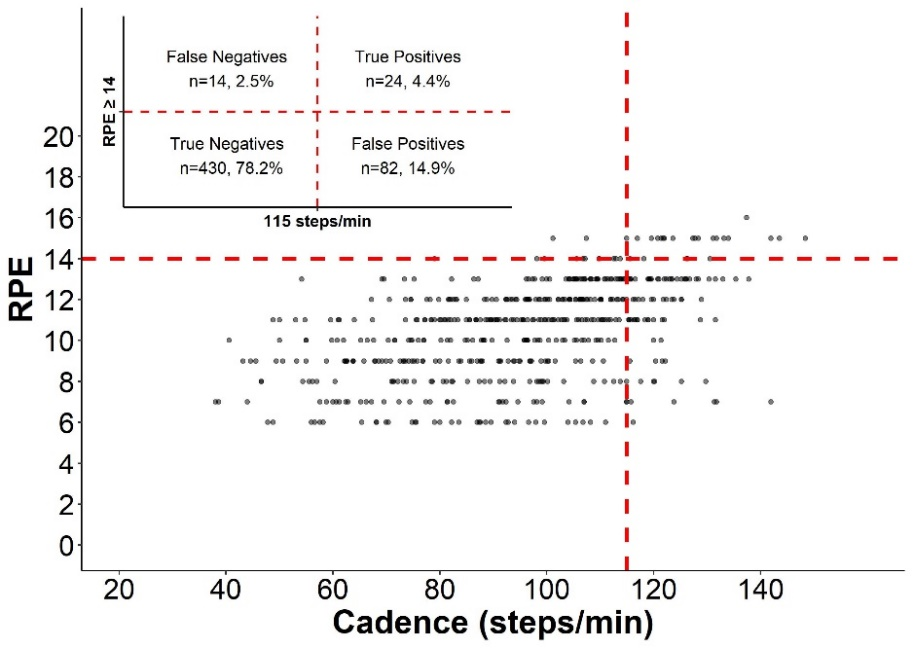 False Negatives
n=14, 2.5%
True Positives
n=24, 4.4%
RPE ≥ 14
True Negatives
n=430, 78.2%
False Positives
n=82, 14.9%
115 steps/min
20
18
16
14
12
10
8
6
4
2
0
RPE
20 40 60 80 100 120 140
Cadence (steps/min)